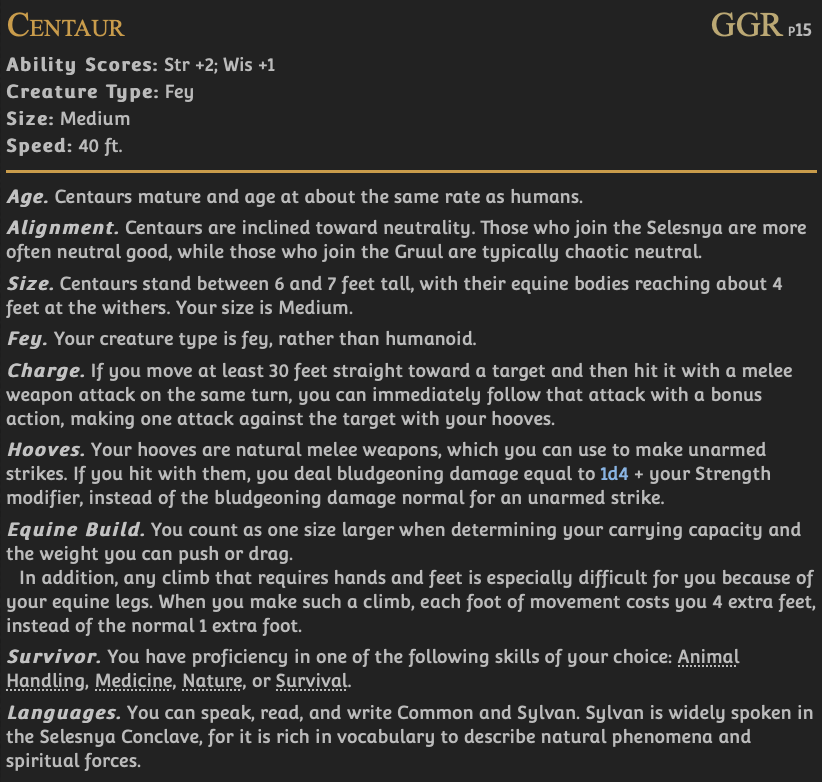 Centaur GGR p15
Ability Scores: Str +2; Wis +1
Creature Type: Fey
Size: Medium
Speed: 40 ft.
Age. Centaurs mature and age at about the same rate as humans.
Alignment. Centaurs are inclined toward neutrality. Those who join the Selesnya are more
often neutral good, while those who join the Gruul are typically chaotic neutral.
Size. Centaurs stand between 6 and 7 feet tall, with their equine bodies reaching about 4
feet at the withers. Your size is Medium.
Fey. Your creature type is fey, rather than humanoid.
Charge. If you move at least 30 feet straight toward a target and then hit it with a melee
weapon attack on the same turn, you can immediately follow that attack with a bonus
action, making one attack against the target with your hooves.
Hooves. Your hooves are natural melee weapons, which you can use to make unarmed
strikes. If you hit with them, you deal bludgeoning damage equal to 1d4 + your Strength
modifier, instead of the bludgeoning damage normal for an unarmed strike.
Equine Build. You count as one size larger when determining your carrying capacity and
the weight you can push or drag.
In addition, any climb that requires hands and feet is especially difficult for you because of
your equine legs. When you make such a climb, each foot of movement costs you 4 extra feet,
instead of the normal 1 extra foot.
Survivor. You have proficiency in one of the following skills of your choice: Animal
Handling, Medicine, Nature, or Survival.
Languages. You can speak, read, and write Common and Sylvan. Sylvan is widely spoken in
the Selesnya Conclave, for it is rich in vocabulary to describe natural phenomena and
spiritual forces.